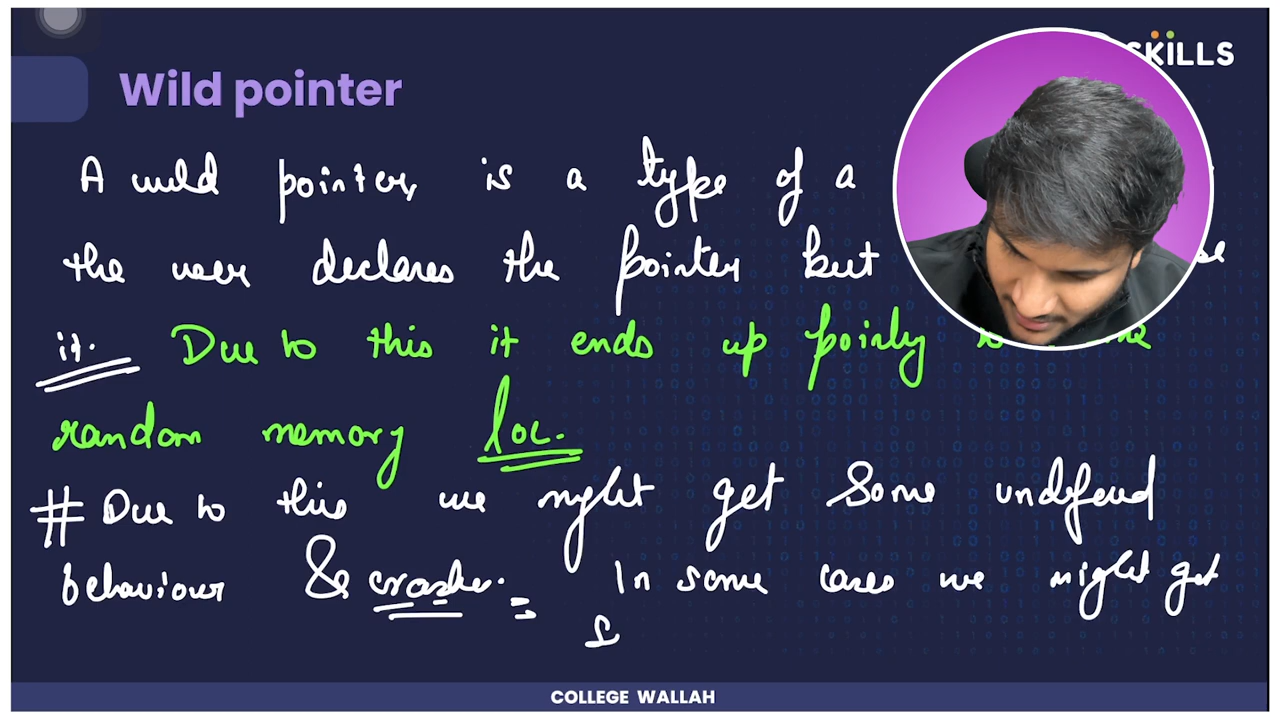 SKILLS
Wild pointer
A wild pointer is a type of a
the user declares the pointer but
it. Due to this it ends up pointing
random memory loc.
# Due to this we might get some undefined
behaviour & crashes. In some cases we might get
S
COLLEGE WALLAH